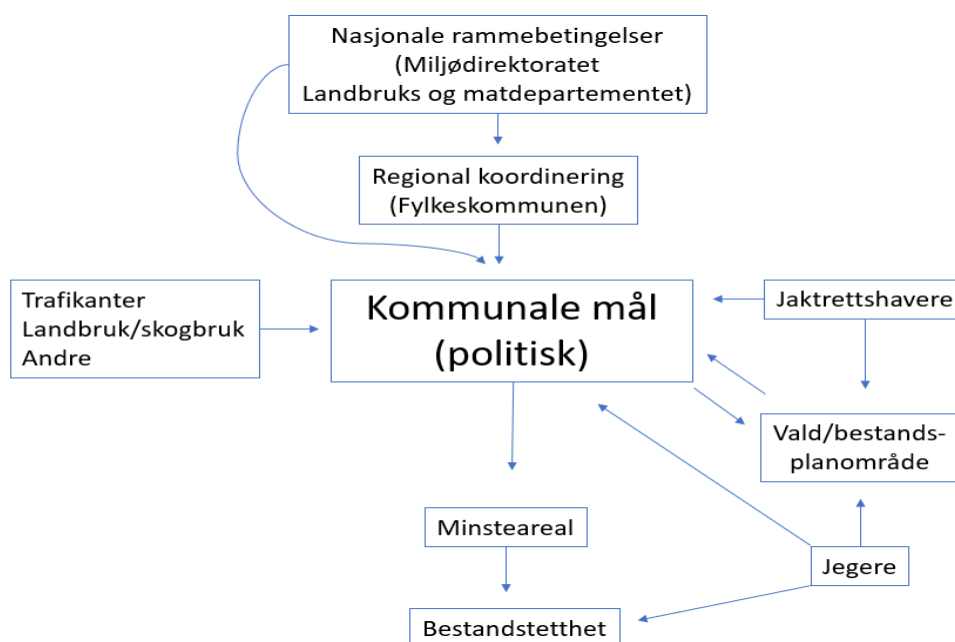 Nasjonale rammebetingelser
(Miljødirektoratet
Landbruks og matdepartementet)
Regional koordinering
(Fylkeskommunen)
Trafikanter
Landbruk/skogbruk
Andre
Kommunale mål
(politisk)
Jaktrettshavere
Vald/bestands-
planområde
Minsteareal
Jegere
Bestandstetthet